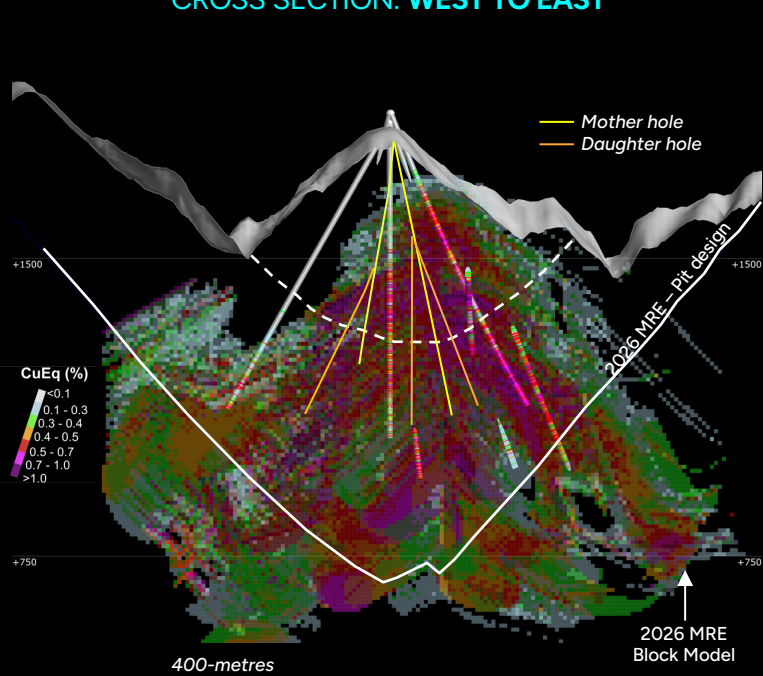 CROSS SECTION: WEST TO EAST
Mother hole
Daughter hole
+1500
+1500
2026 MRE – Pit design
CuEq (%)
<0.1
0.1 - 0.3
0.3 - 0.4
0.4 - 0.5
0.5 - 0.7
0.7 - 1.0
>1.0
+750
+750
2026 MRE
Block Model
400-metres